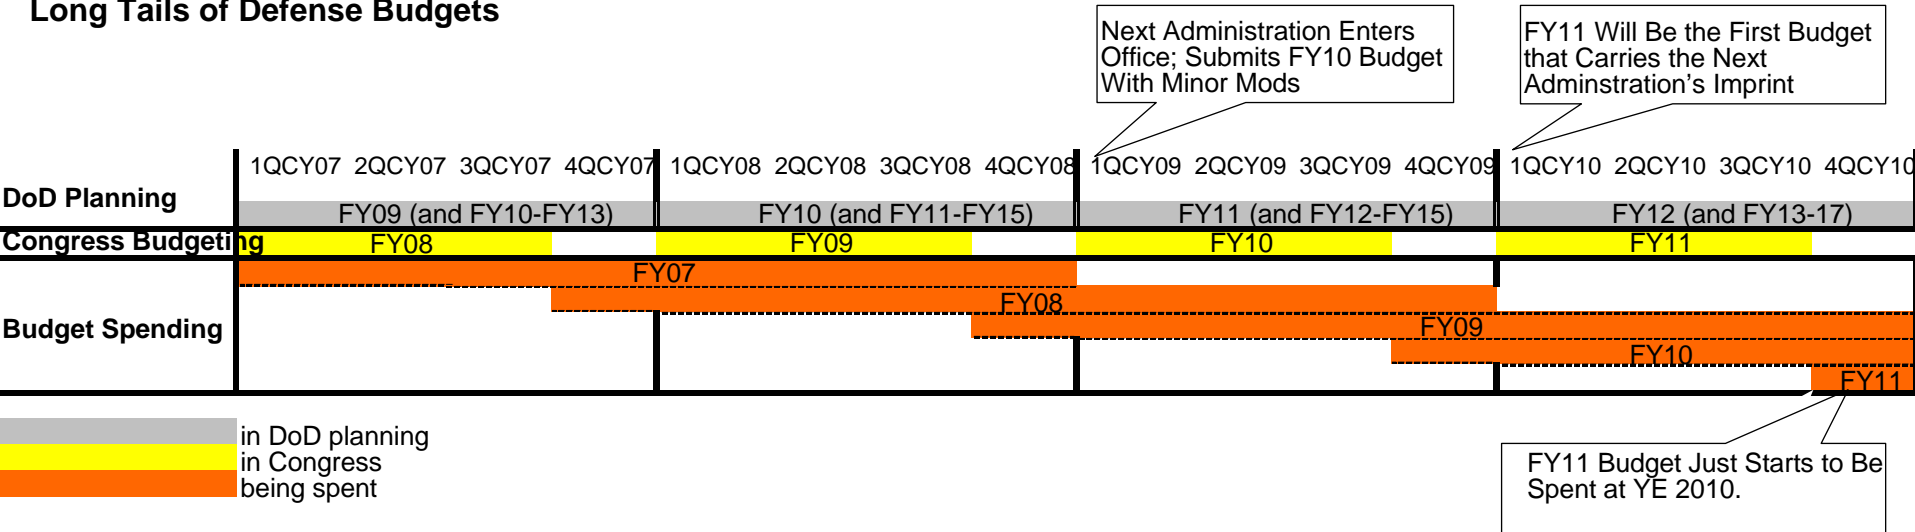 Long Tails of Defense Budgets
Next Administration Enters
Office; Submits FY10 Budget
With Minor Mods
FY11 Will Be the First Budget
that Carries the Next
Adminstration's Imprint
1QCY07 2QCY07 3QCY07 4QCY07 1QCY08 2QCY08 3QCY08 4QCY08 1QCY09 2QCY09 3QCY09 4QCY09 1QCY10 2QCY10 3QCY10 4QCY10
DoD Planning
FY09 (and FY10-FY13) FY10 (and FY11-FY15) FY11 (and FY12-FY15) FY12 (and FY13-17)
Congress Budgeting FY08 FY09 FY10 FY11
FY07
FY08
Budget Spending FY09
FY10
FY11
in DoD planning
in Congress
being spent
FY11 Budget Just Starts to Be
Spent at YE 2010.